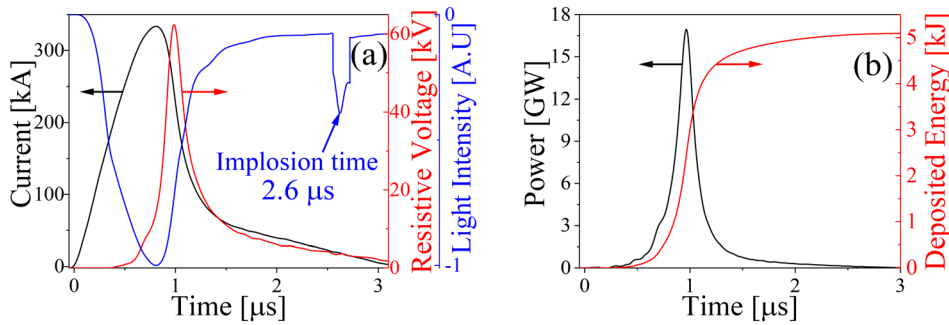 300
200
100
0
Current [kA]
0
1
2
3
Time [μs]
60
40
20
0
Resistive Voltage [kV]
0
-1
Light Intensity [A.U]
(a)
Implosion time
2.6 μs
18
15
12
9
6
3
0
Power [GW]
0
1
2
3
Time [μs]
5
4
3
2
1
0
Deposited Energy [kJ]
(b)